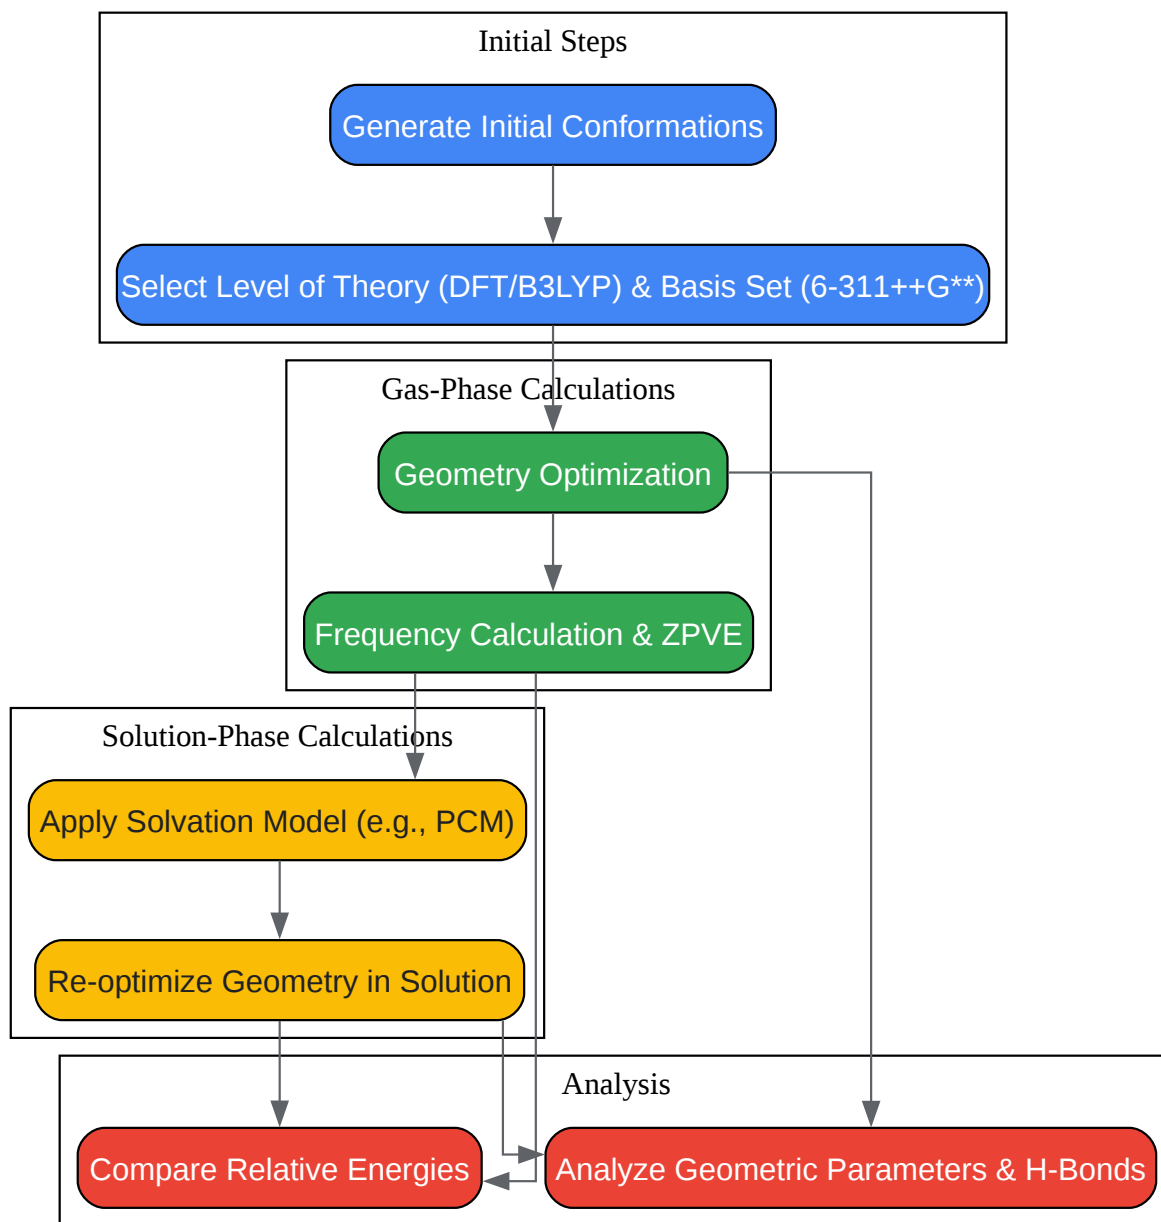 Initial Steps
Generate Initial Conformations
Select Level of Theory (DFT/B3LYP) & Basis Set (6-311++G**)
Gas-Phase Calculations
Geometry Optimization
Frequency Calculation & ZPVE
Solution-Phase Calculations
Apply Solvation Model (e.g., PCM)
Re-optimize Geometry in Solution
Analysis
Compare Relative Energies
Analyze Geometric Parameters & H-Bonds